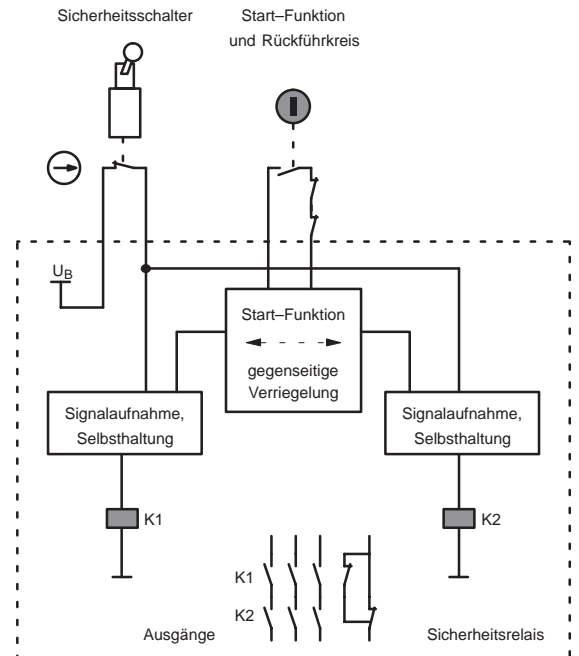 Sicherheitsschalter
Start–Funktion
und Rückführkreis
UB
Start–Funktion
gegenseitige
Verriegelung
Signalaufnahme,
Selbsthaltung
Signalaufnahme,
Selbsthaltung
K1
K2
K1
K2
Ausgänge
Sicherheitsrelais